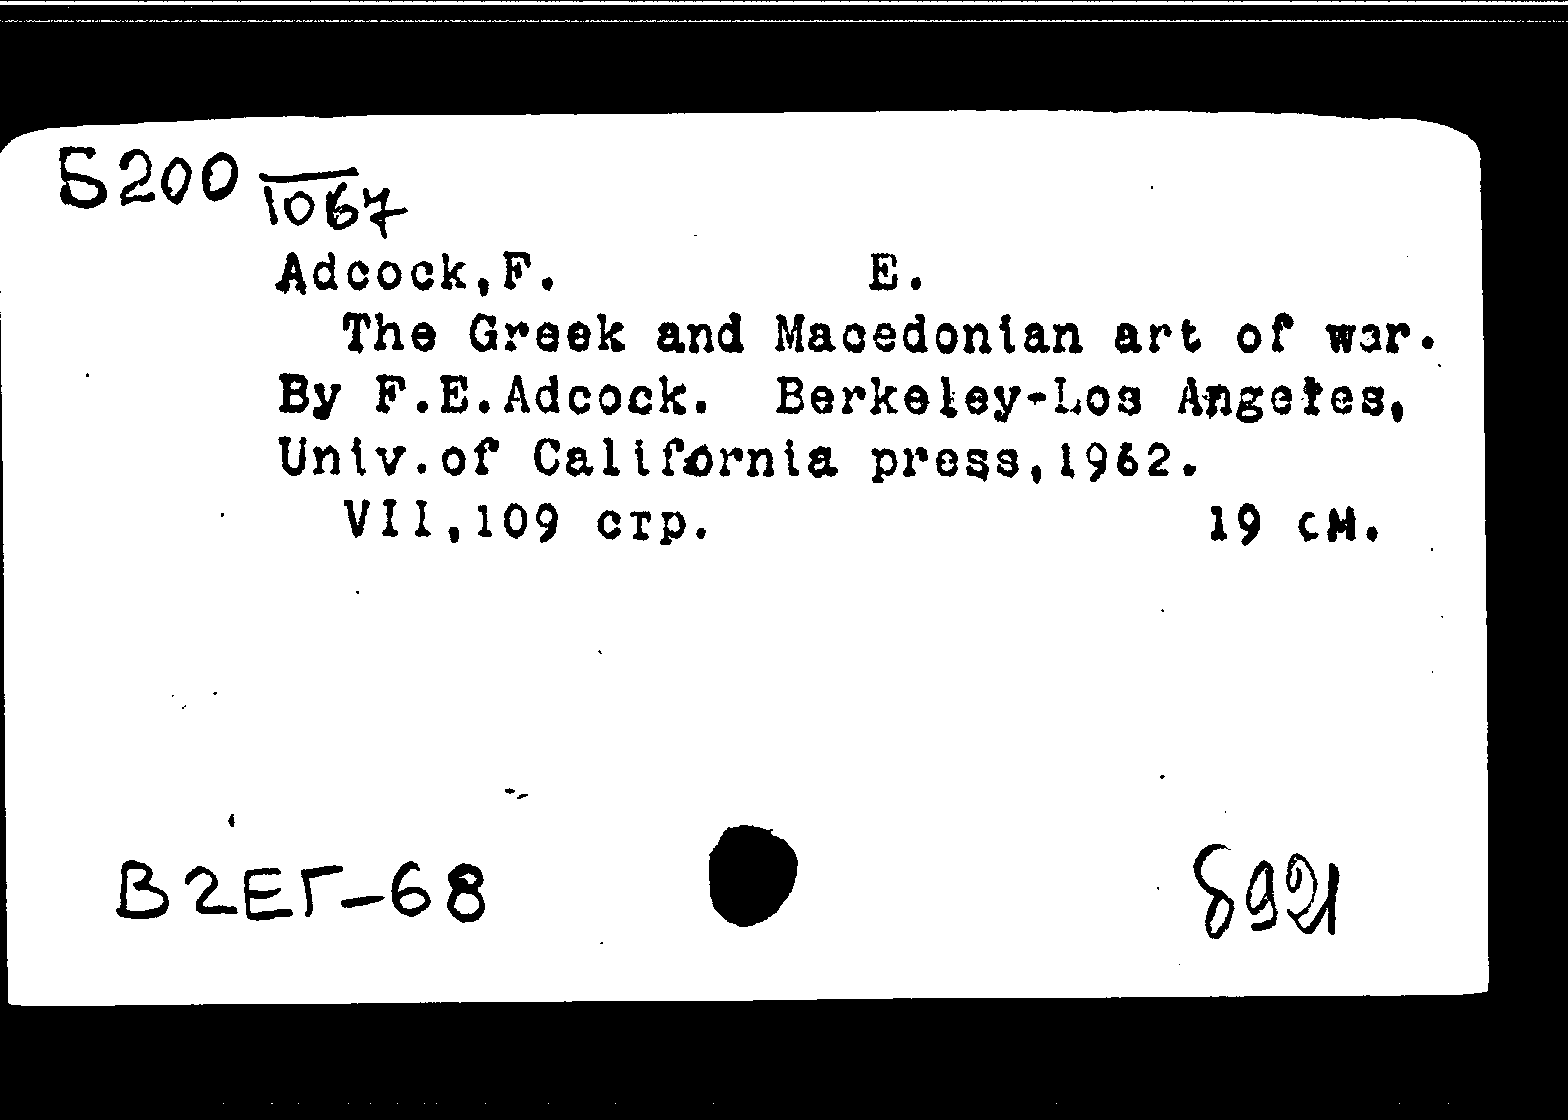 S200 1067
Adcock,F. E.
The Greek and Macedonian art of war.
By F.E.Adcock. Berkeley-Los Angeles,
Univ.of California press,1962.
VII,109 стр. 19 см.
В2ЕГ-68
8921